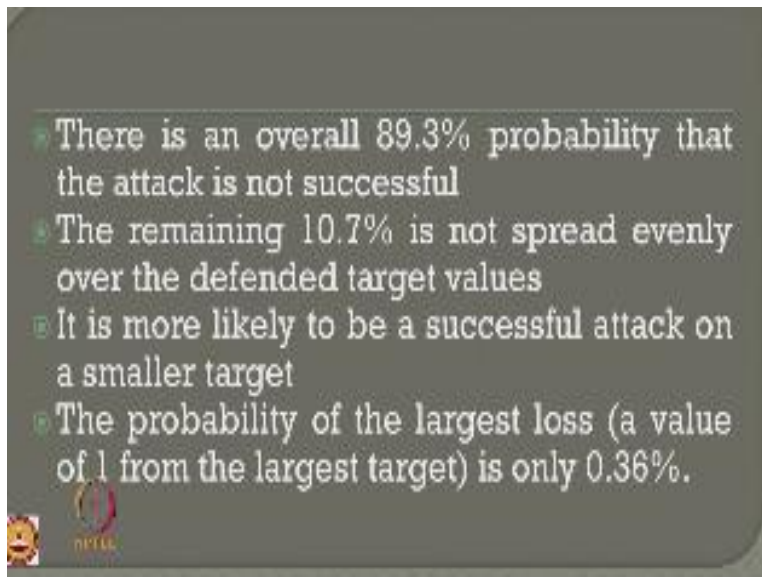 There is an overall 89.3% probability that
the attack is not successful
The remaining 10.7% is not spread evenly
over the defended target values
It is more likely to be a successful attack on
a smaller target
The probability of the largest loss (a value
of 1 from the largest target) is only 0.36%.
NPTEL